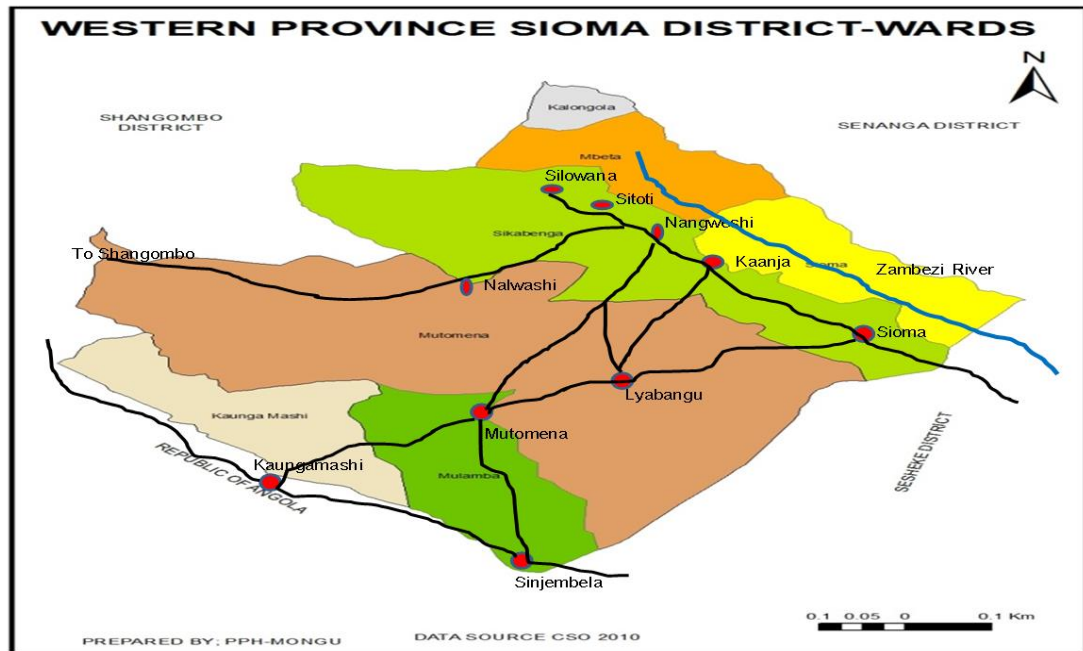 WESTERN PROVINCE SIOMA DISTRICT-WARDS
N
SHANGOMBO
DISTRICT
SENANGA DISTRICT
Kalongola
Mbeta
Silowana
Sitoti
Nangweshi
Sikabenga
To Shangombo
Kaanja
Sioma
Zambezi River
Nalwashi
Mutomena
Sioma
Lyabangu
Kaunga Mashi
Mutomena
Kaungamashi
REPUBLIC OF ANGOLA
Mulamba
SESHEKE DISTRICT
Sinjembela
0.1 0.05 0 0.1 Km
PREPARED BY; PPH-MONGU
DATA SOURCE CSO 2010